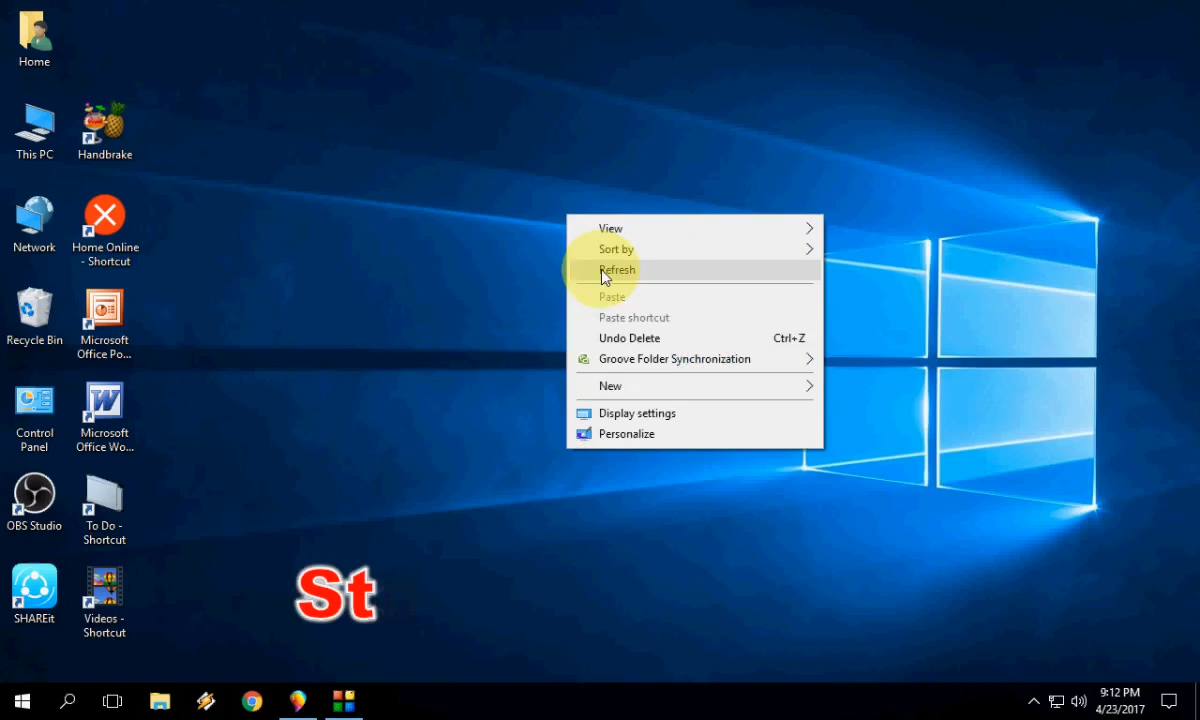 Home
This PC
Handbrake
Network
Home Online
- Shortcut
Recycle Bin
Microsoft
Office Po...
Control
Panel
Microsoft
Office Wo...
OBS Studio
To Do -
Shortcut
SHAREit
Videos -
Shortcut
View
Sort by
Refresh
Paste
Paste shortcut
Undo Delete Ctrl+Z
Groove Folder Synchronization
New
Display settings
Personalize
St
9:12 PM
4/23/2017